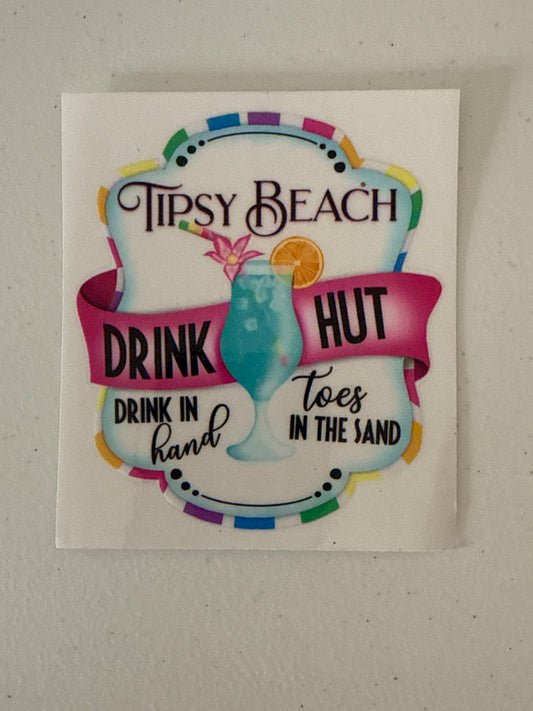 TIPSY BEACH
DRINK HUT
DRINK IN hand
toes IN THE SAND